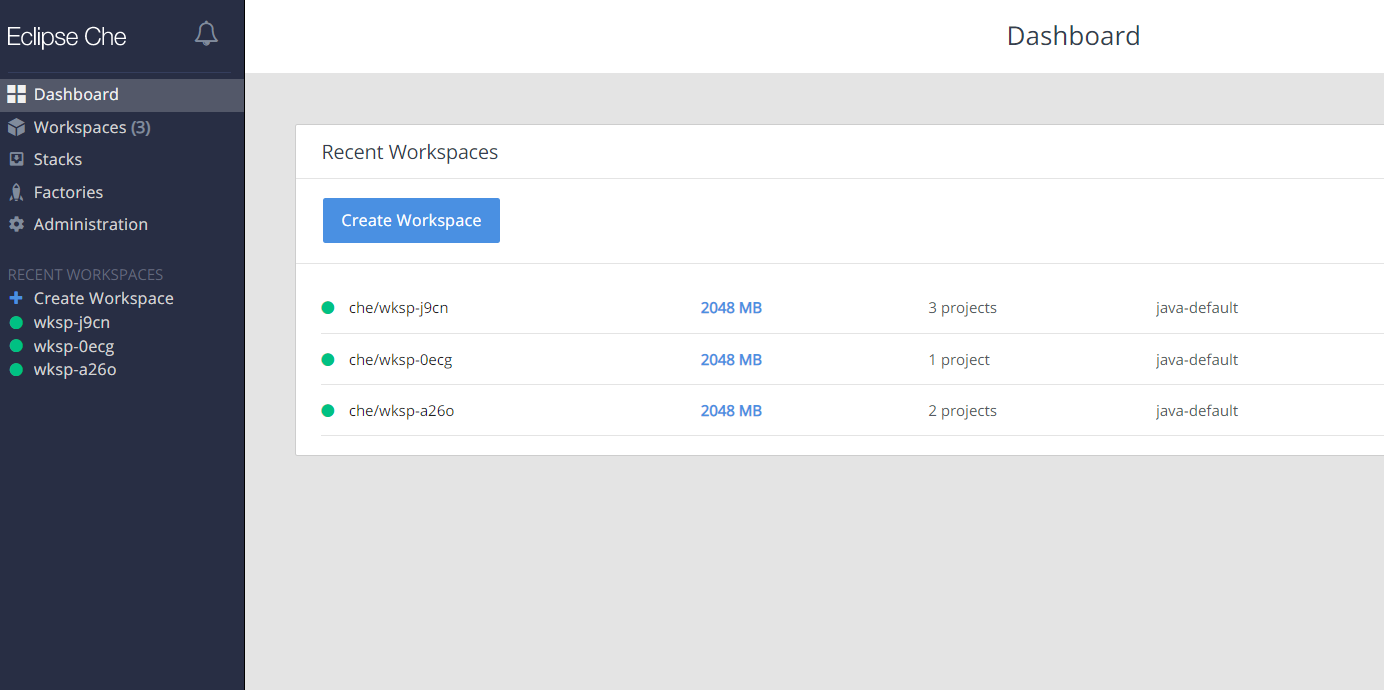 Eclipse Che
Dashboard
Workspaces (3)
Stacks
Factories
Administration
RECENT WORKSPACES
Create Workspace
wksp-j9cn
wksp-0ecg
wksp-a26o
Dashboard
Recent Workspaces
Create Workspace
che/wksp-j9cn 2048 MB 3 projects java-default
che/wksp-0ecg 2048 MB 1 project java-default
che/wksp-a26o 2048 MB 2 projects java-default